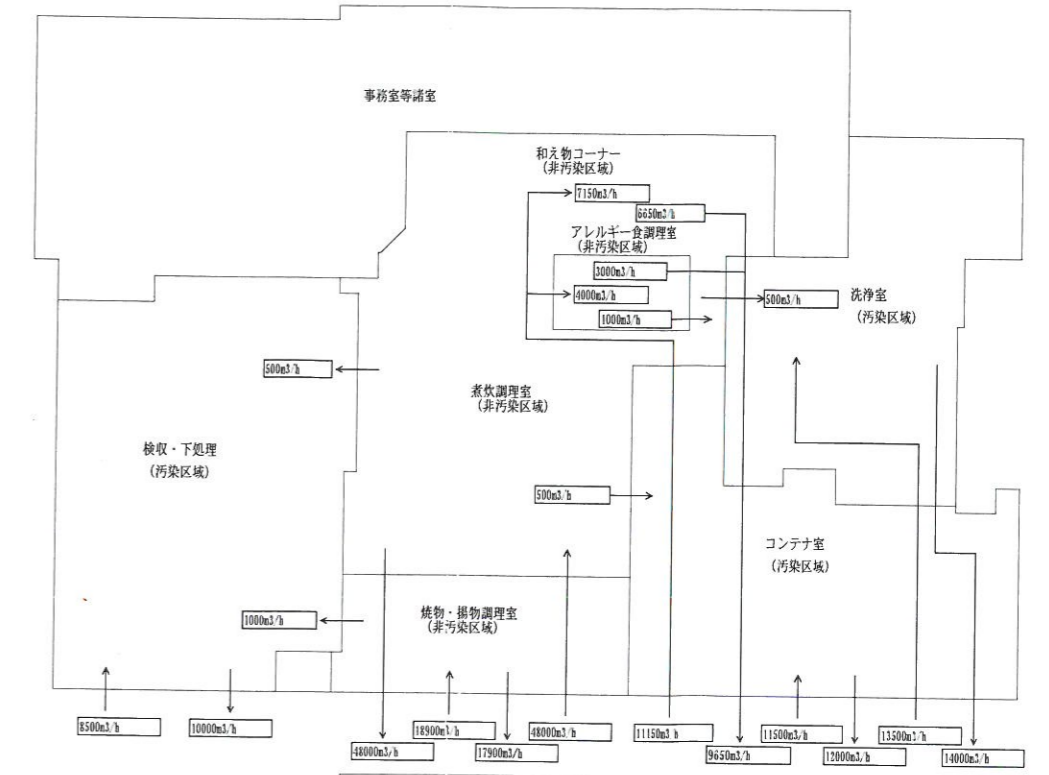 事務室等諸室
和え物コーナー
(非汚染区域)
7150m3/h
6650m3/h
アレルギー食調理室
(非汚染区域)
3000m3/h
4000m3/h
1000m3/h
500m3/h
洗浄室
(汚染区域)
500m3/h
煮炊調理室
(非汚染区域)
検収・下処理
(汚染区域)
500m3/h
コンテナ室
(汚染区域)
焼物・揚物調理室
(非汚染区域)
1000m3/h
8500m3/h
10000m3/h
48000m3/h
18900m3/h
17900m3/h
48000m3/h
11150m3 h
9650m3/h
11500m3/h
12000m3/h
13500m3/h
14000m3/h